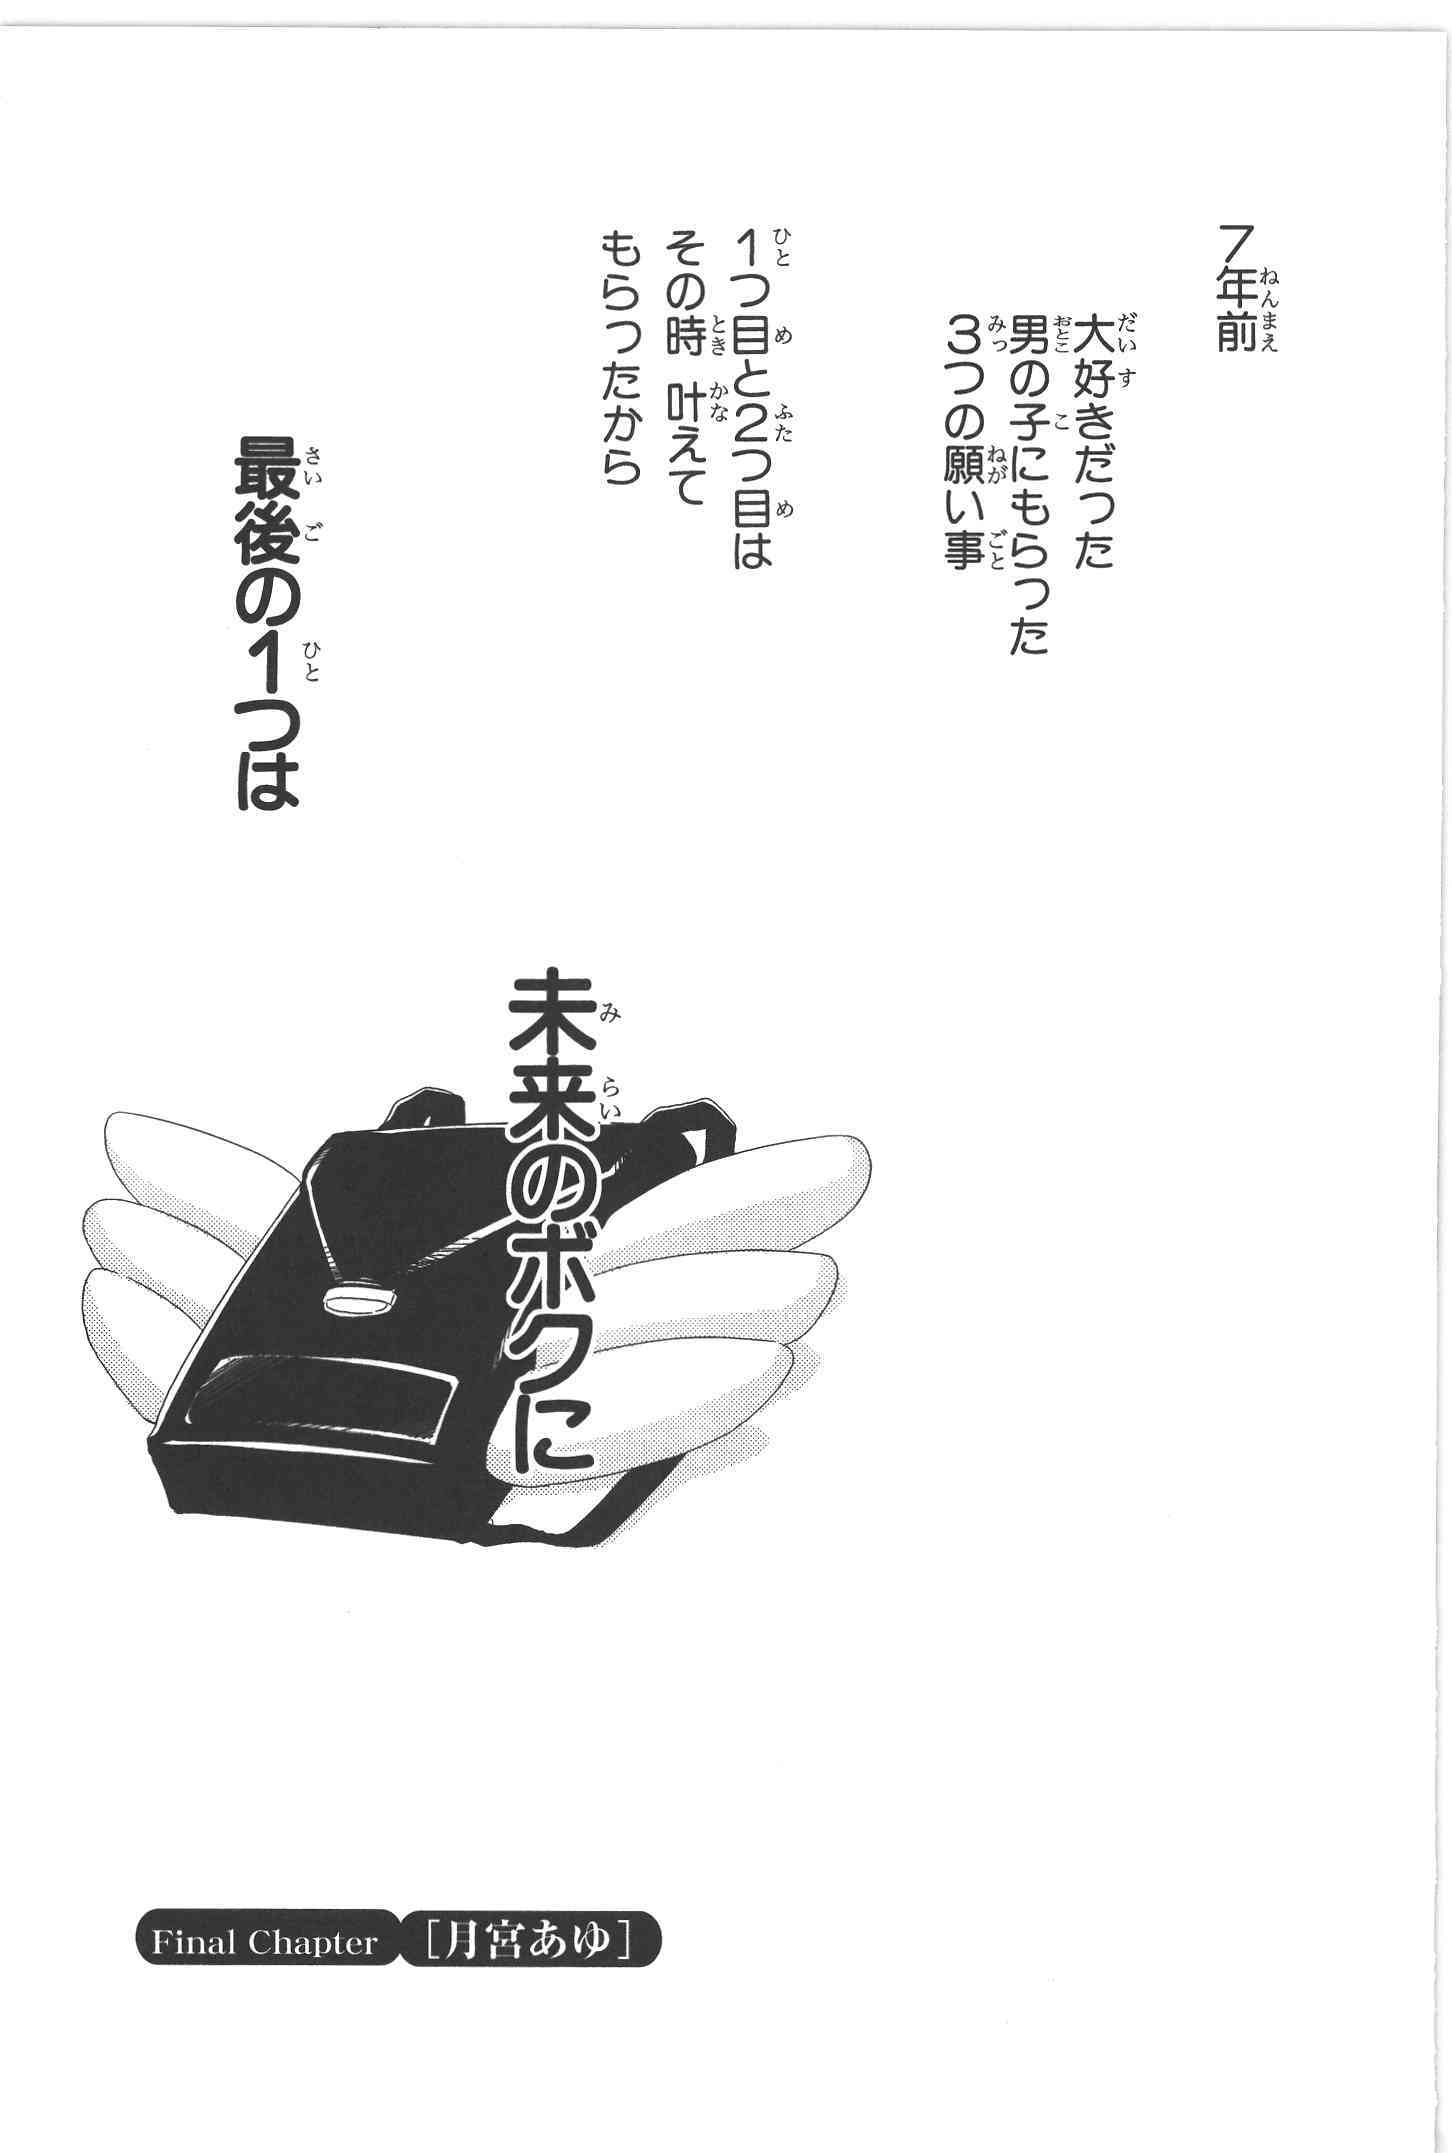 7年前
大好きだった
男の子にもらった
3つの願い事
1つ目と2つ目は
その時 叶えて
もらったから
最後の1つは
未来のボクに
Final Chapter [月宮あゆ]